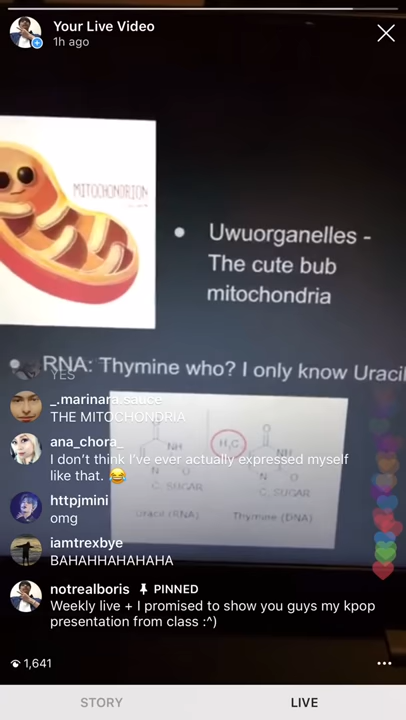 Your Live Video
1h ago
MITOCHONDRION
• Uwuorganelles -
The cute bub
mitochondria
• RNA: Thymine who? I only know Uracil
YES
_.marinara.sauce
THE MITOCHONDRIA
H₃C
NH
NH
N
O
N
O
C, SUGAR
C, SUGAR
Uracil (RNA)
Thymine (DNA)
ana_chora_
I don’t think I’ve ever actually expressed myself
like that. 😂
httpjmini
omg
iamtrexbye
BAHAHHAHAHAHA
notrealboris PINNED
Weekly live + I promised to show you guys my kpop
presentation from class :^)
1,641
STORY
LIVE